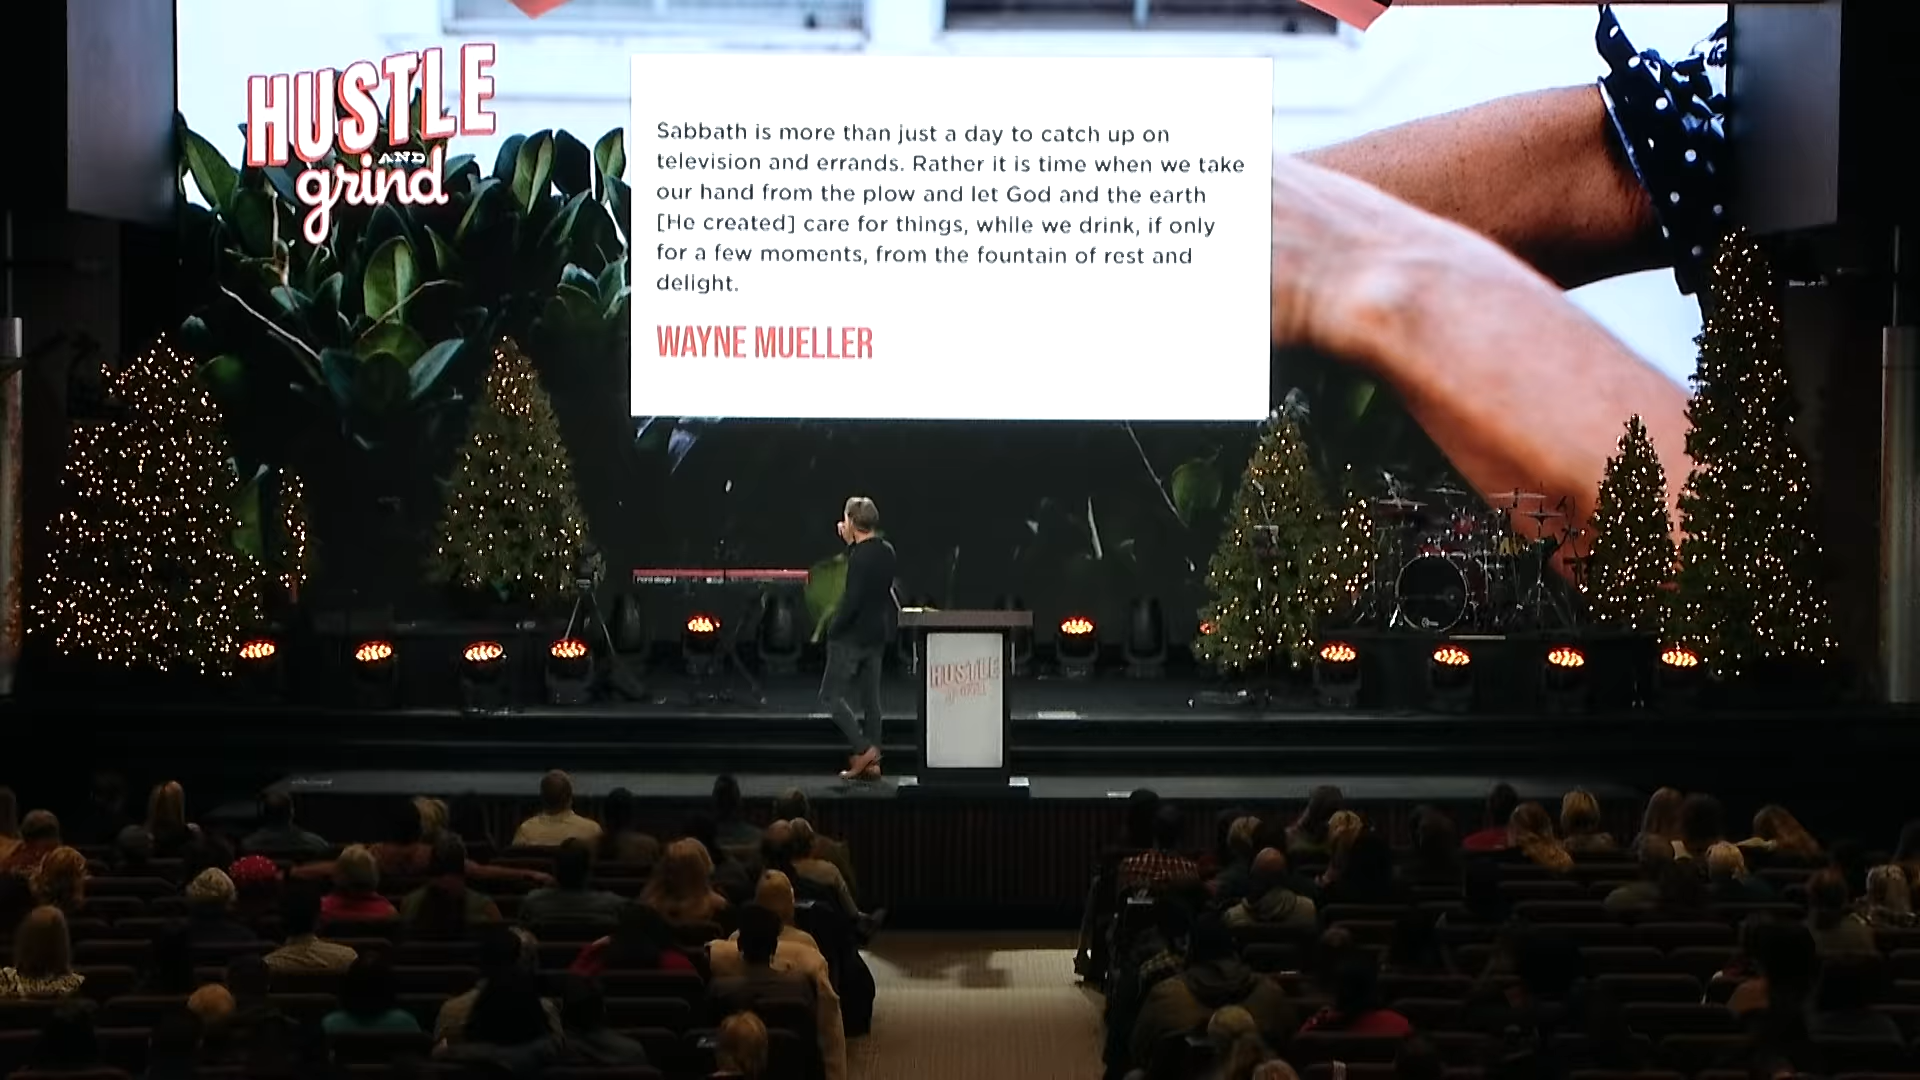 HUSTLE
AND
grind
Sabbath is more than just a day to catch up on
television and errands. Rather it is time when we take
our hand from the plow and let God and the earth
[He created] care for things, while we drink, if only
for a few moments, from the fountain of rest and
delight.
WAYNE MUELLER
HUSTLE